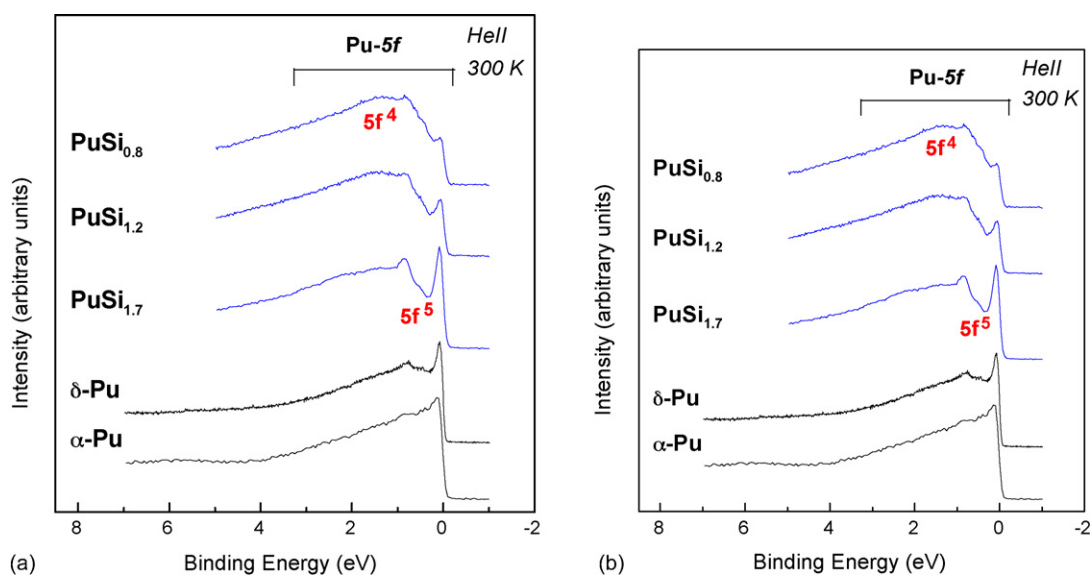 Pu-5f
HeII
300 K
5f4
PuSi0.8
PuSi1.2
PuSi1.7
5f5
δ-Pu
α-Pu
Intensity (arbitrary units)
8 6 4 2 0 -2
(a)
Binding Energy (eV)
Pu-5f
HeII
300 K
5f4
PuSi0.8
PuSi1.2
PuSi1.7
5f5
δ-Pu
α-Pu
Intensity (arbitrary units)
8 6 4 2 0 -2
(b)
Binding Energy (eV)